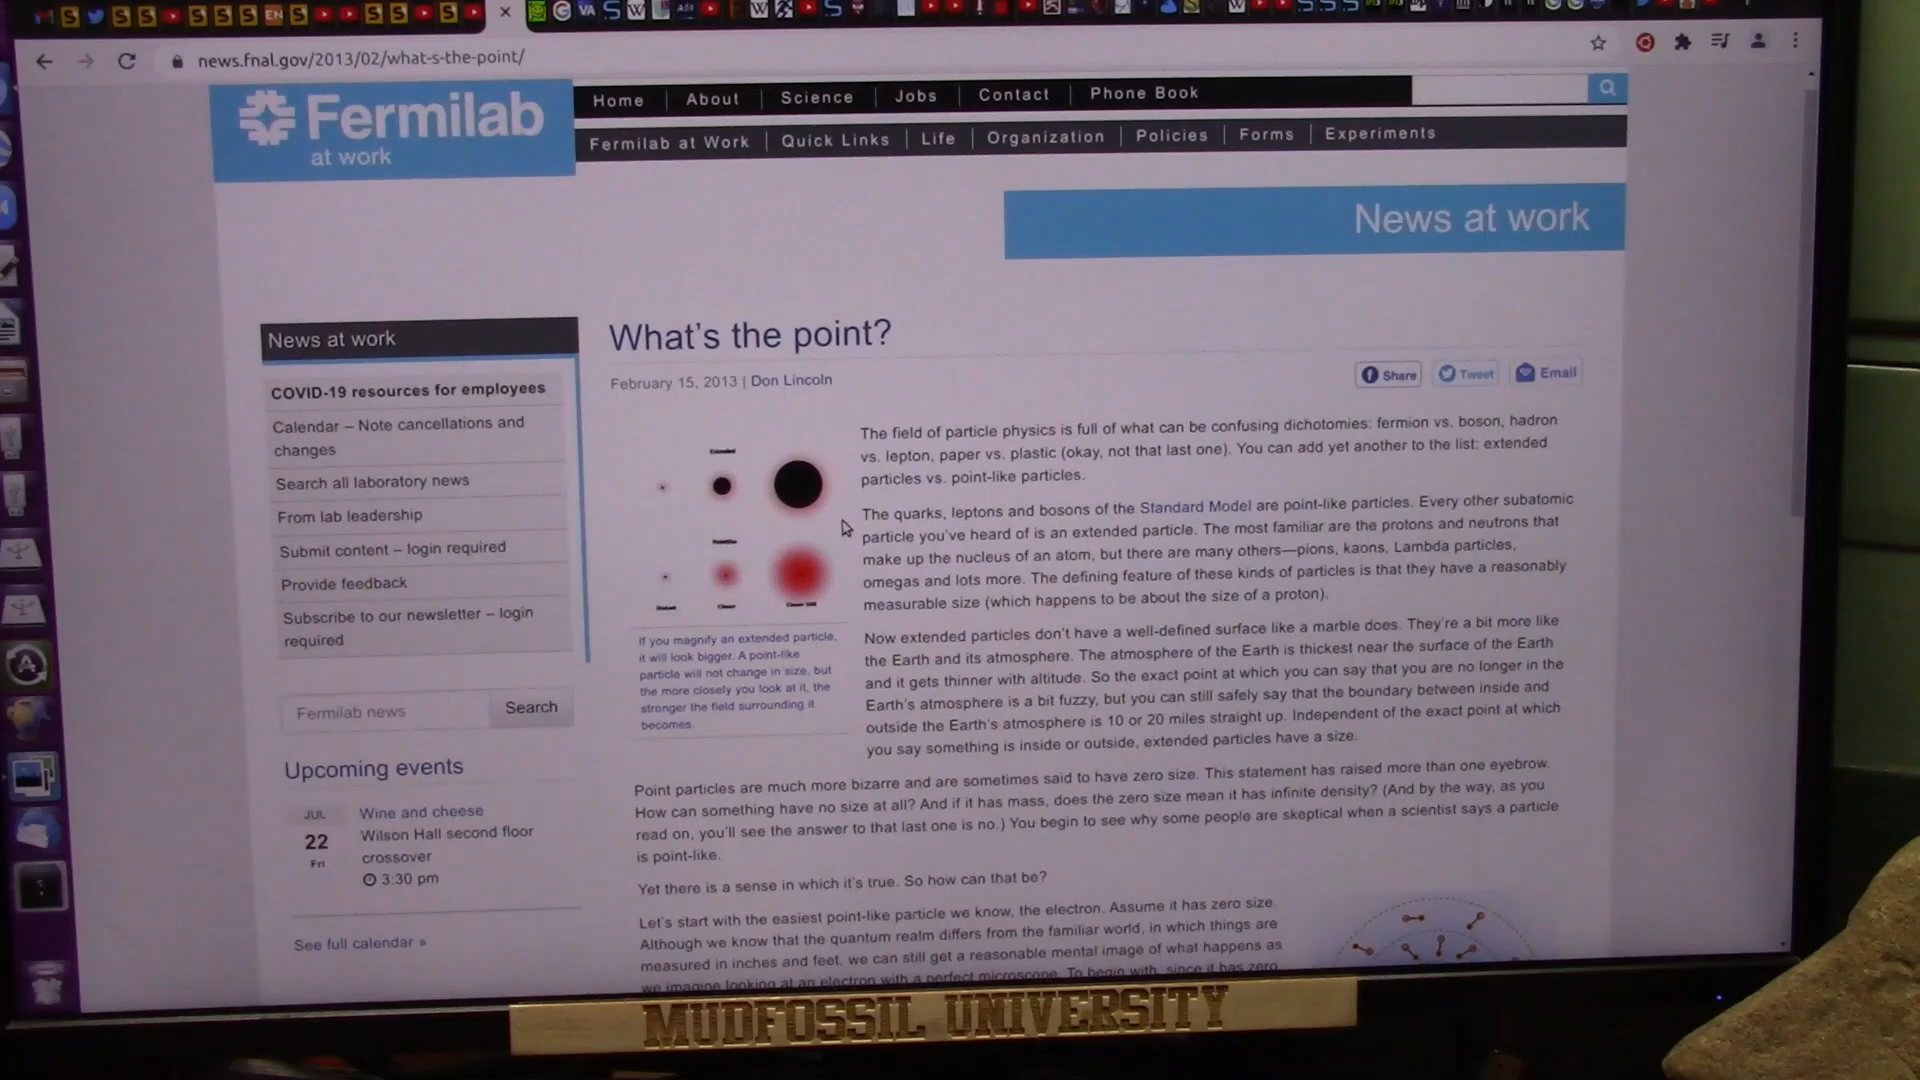 news.fnal.gov/2013/02/what-s-the-point/
Fermilab
at work
Home About Science Jobs Contact Phone Book
Fermilab at Work Quick Links Life Organization Policies Forms Experiments
News at work
News at work
COVID-19 resources for employees
Calendar – Note cancellations and
changes
Search all laboratory news
From lab leadership
Submit content – login required
Provide feedback
Subscribe to our newsletter – login
required
Fermilab news Search
Upcoming events
JUL
22
Fri
Wine and cheese
Wilson Hall second floor
crossover
3:30 pm
See full calendar »
What's the point?
February 15, 2013 | Don Lincoln
Share Tweet Email
Extended
Pointlike
Distant Closer Closer Still
If you magnify an extended particle,
it will look bigger. A point-like
particle will not change in size, but
the more closely you look at it, the
stronger the field surrounding it
becomes.
The field of particle physics is full of what can be confusing dichotomies: fermion vs. boson, hadron
vs. lepton, paper vs. plastic (okay, not that last one). You can add yet another to the list: extended
particles vs. point-like particles.
The quarks, leptons and bosons of the Standard Model are point-like particles. Every other subatomic
particle you've heard of is an extended particle. The most familiar are the protons and neutrons that
make up the nucleus of an atom, but there are many others—pions, kaons, Lambda particles,
omegas and lots more. The defining feature of these kinds of particles is that they have a reasonably
measurable size (which happens to be about the size of a proton).
Now extended particles don't have a well-defined surface like a marble does. They're a bit more like
the Earth and its atmosphere. The atmosphere of the Earth is thickest near the surface of the Earth
and it gets thinner with altitude. So the exact point at which you can say that you are no longer in the
Earth's atmosphere is a bit fuzzy, but you can still safely say that the boundary between inside and
outside the Earth's atmosphere is 10 or 20 miles straight up. Independent of the exact point at which
you say something is inside or outside, extended particles have a size.
Point particles are much more bizarre and are sometimes said to have zero size. This statement has raised more than one eyebrow.
How can something have no size at all? And if it has mass, does the zero size mean it has infinite density? (And by the way, as you
read on, you'll see the answer to that last one is no.) You begin to see why some people are skeptical when a scientist says a particle
is point-like.
Yet there is a sense in which it's true. So how can that be?
Let's start with the easiest point-like particle we know, the electron. Assume it has zero size.
Although we know that the quantum realm differs from the familiar world, in which things are
measured in inches and feet, we can still get a reasonable mental image of what happens as
we imagine looking at an electron with a perfect microscope. To begin with, since it has zero
MUDFOSSIL UNIVERSITY